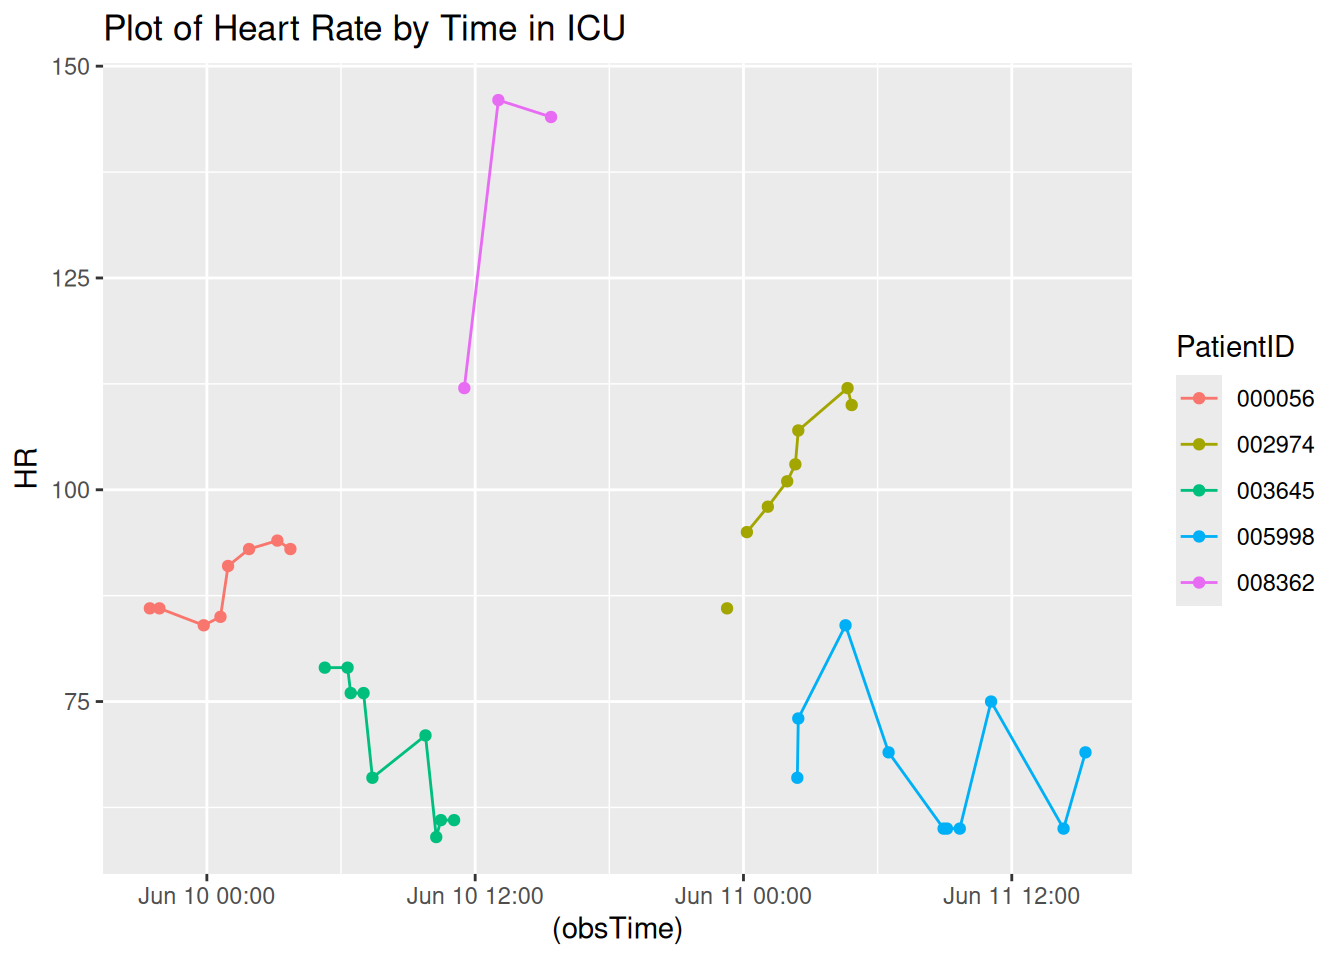 Plot of Heart Rate by Time in ICU
150
125
100
75
HR
Jun 10 00:00
Jun 10 12:00
Jun 11 00:00
Jun 11 12:00
(obsTime)
PatientID
000056
002974
003645
005998
008362